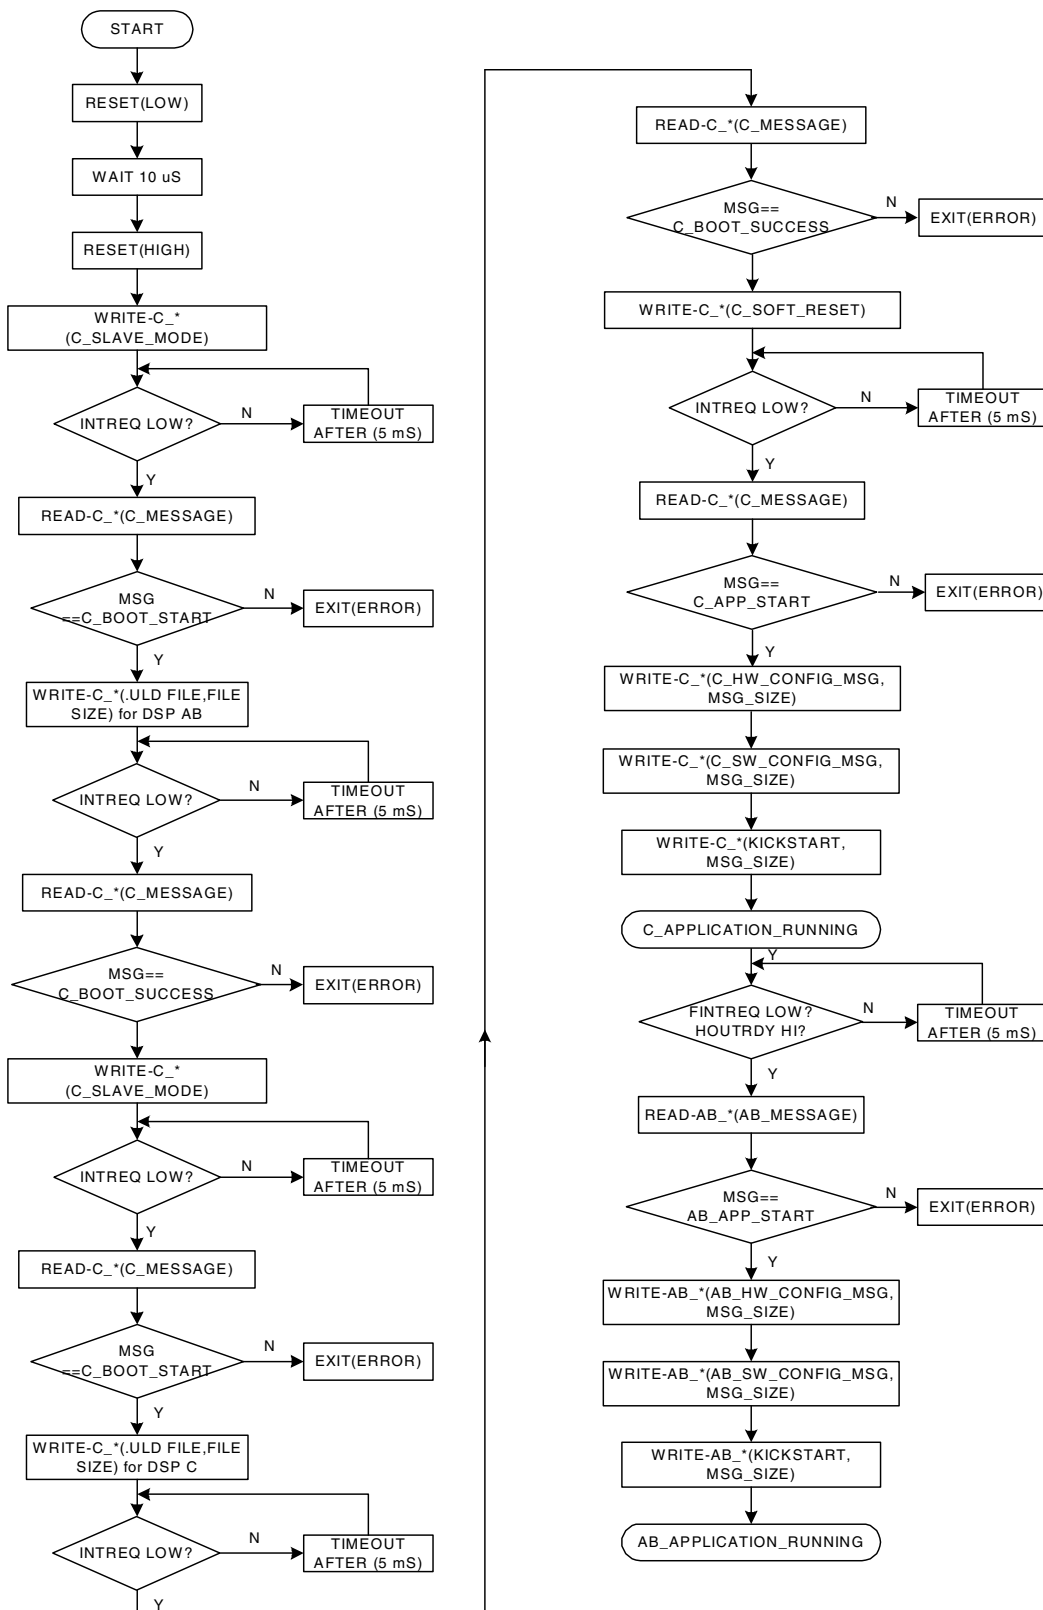 START
RESET(LOW)
WAIT 10 uS
RESET(HIGH)
WRITE-C_*
(C_SLAVE_MODE)
INTREQ LOW?
N
TIMEOUT
AFTER (5 mS)
Y
READ-C_*(C_MESSAGE)
MSG
==C_BOOT_START
N
EXIT(ERROR)
Y
WRITE-C_*(.ULD FILE,FILE
SIZE) for DSP AB
INTREQ LOW?
N
TIMEOUT
AFTER (5 mS)
Y
READ-C_*(C_MESSAGE)
MSG==
C_BOOT_SUCCESS
N
EXIT(ERROR)
WRITE-C_*
(C_SLAVE_MODE)
INTREQ LOW?
N
TIMEOUT
AFTER (5 mS)
Y
READ-C_*(C_MESSAGE)
MSG
==C_BOOT_START
N
EXIT(ERROR)
Y
WRITE-C_*(.ULD FILE,FILE
SIZE) for DSP C
INTREQ LOW?
N
TIMEOUT
AFTER (5 mS)
Y
READ-C_*(C_MESSAGE)
MSG==
C_BOOT_SUCCESS
N
EXIT(ERROR)
WRITE-C_*(C_SOFT_RESET)
INTREQ LOW?
N
TIMEOUT
AFTER (5 mS)
Y
READ-C_*(C_MESSAGE)
MSG==
C_APP_START
N
EXIT(ERROR)
Y
WRITE-C_*(C_HW_CONFIG_MSG,
MSG_SIZE)
WRITE-C_*(C_SW_CONFIG_MSG,
MSG_SIZE)
WRITE-C_*(KICKSTART,
MSG_SIZE)
C_APPLICATION_RUNNING
Y
FINTREQ LOW?
HOUTRDY HI?
N
TIMEOUT
AFTER (5 mS)
Y
READ-AB_*(AB_MESSAGE)
MSG==
AB_APP_START
N
EXIT(ERROR)
Y
WRITE-AB_*(AB_HW_CONFIG_MSG,
MSG_SIZE)
WRITE-AB_*(AB_SW_CONFIG_MSG,
MSG_SIZE)
WRITE-AB_*(KICKSTART,
MSG_SIZE)
AB_APPLICATION_RUNNING